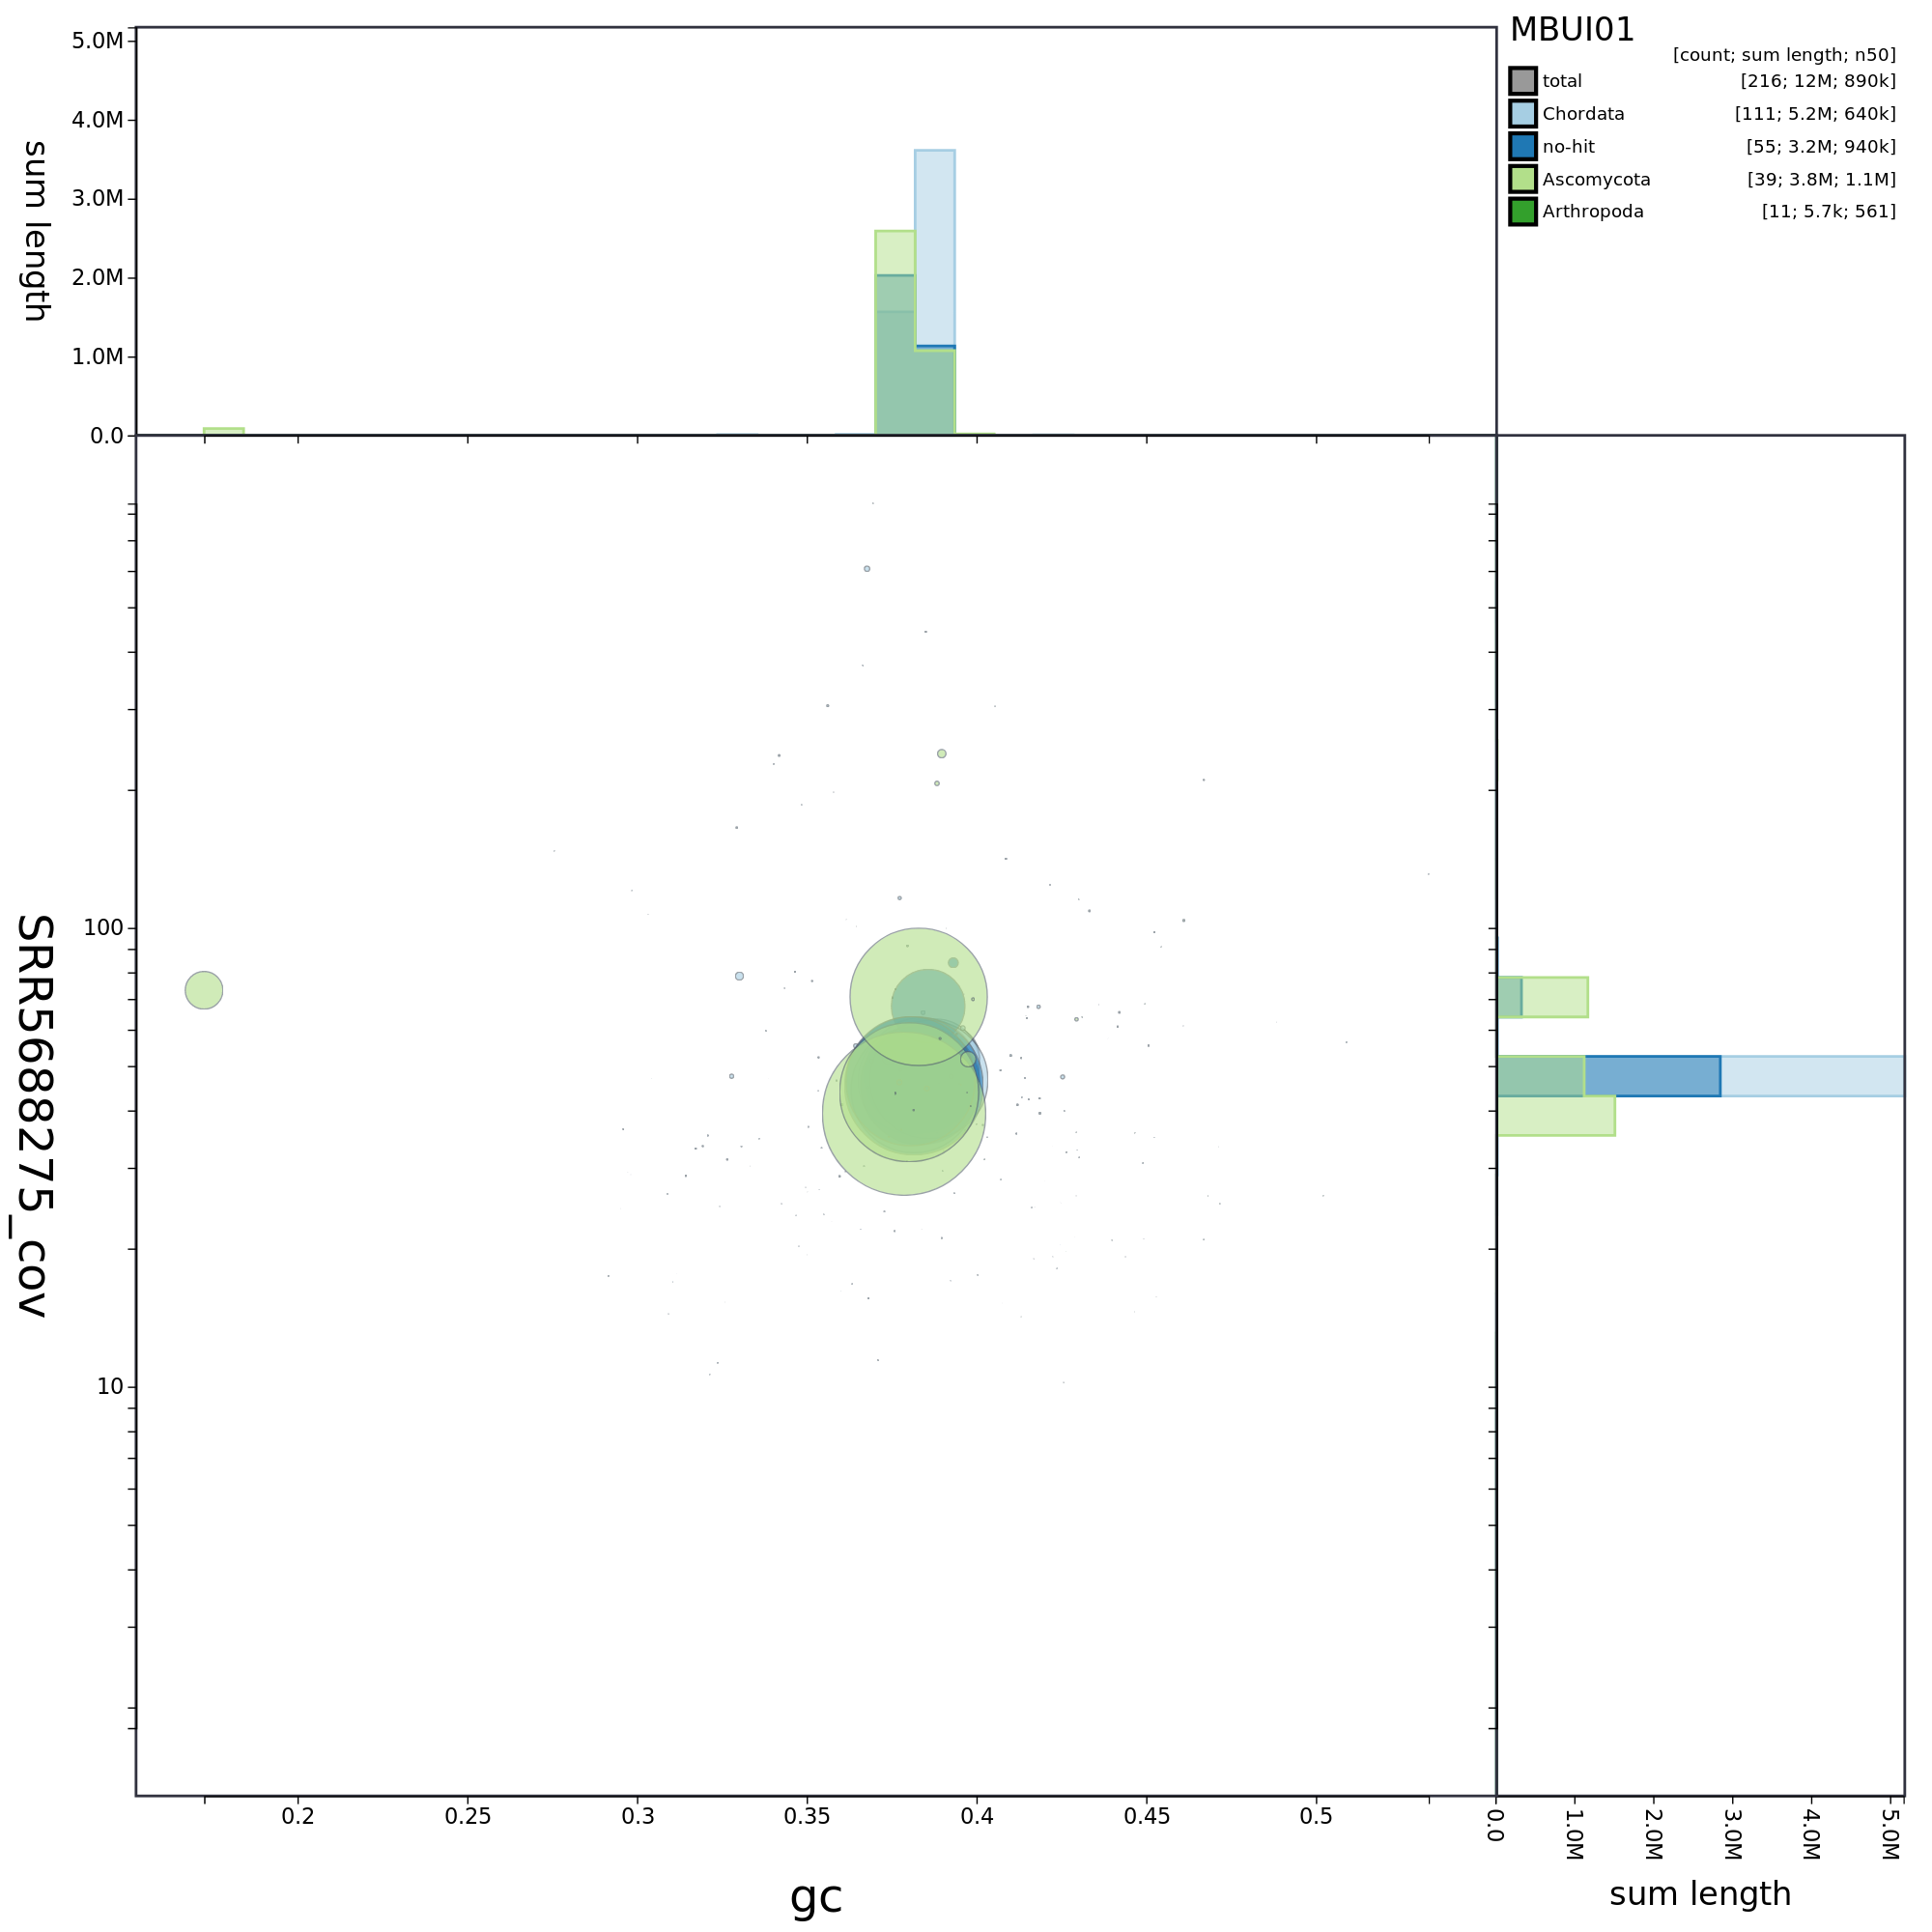 MBUI01
[count; sum length; n50]
total [216; 12M; 890k]
Chordata [111; 5.2M; 640k]
no-hit [55; 3.2M; 940k]
Ascomycota [39; 3.8M; 1.1M]
Arthropoda [11; 5.7k; 561]
sum length
5.0M
4.0M
3.0M
2.0M
1.0M
0.0
SRR5688275_cov
100
10
0.2 0.25 0.3 0.35 0.4 0.45 0.5
gc
0.0 1.0M 2.0M 3.0M 4.0M 5.0M
sum length